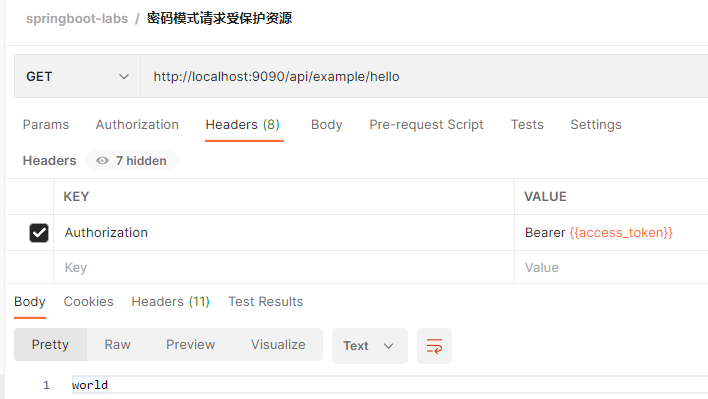 springboot-labs / 密码模式请求受保护资源
GET http://localhost:9090/api/example/hello
Params Authorization Headers (8) Body Pre-request Script Tests Settings
Headers 7 hidden
KEY VALUE
Authorization Bearer {{access_token}}
Key Value
Body Cookies Headers (11) Test Results
Pretty Raw Preview Visualize Text
1 world